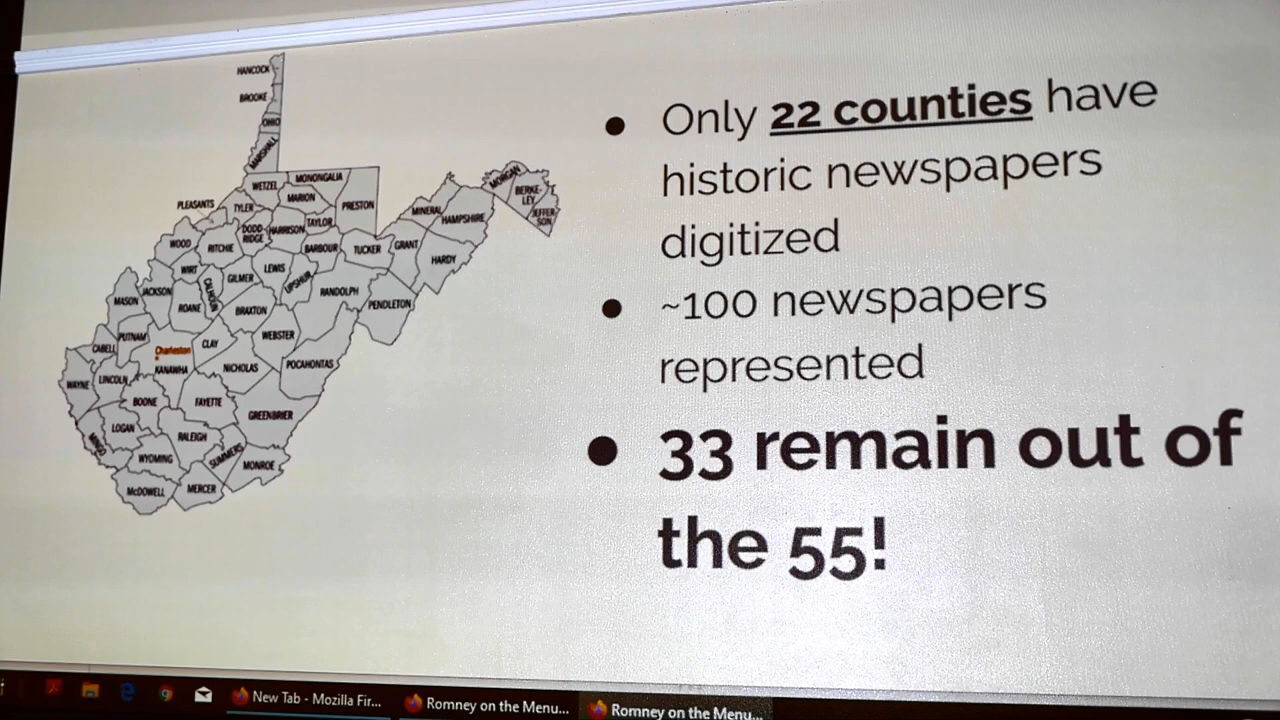 HANCOCK
BROOKE
OHIO
MARSHALL
WETZEL
MONONGALIA
MARION
PRESTON
MORGAN
BERKE-
LEY
JEFFER
SON
PLEASANTS
TYLER
DODD
RIDGE
HARRISON
TAYLOR
MINERAL
HAMPSHIRE
WOOD
RITCHIE
BARBOUR
TUCKER
GRANT
HARDY
WIRT
GILMER
LEWIS
UPSHUR
RANDOLPH
PENDLETON
MASON
JACKSON
ROANE
CALHOUN
BRAXTON
PUTNAM
CLAY
WEBSTER
CABELL
Charleston
KANAWHA
NICHOLAS
POCAHONTAS
WAYNE
LINCOLN
BOONE
FAYETTE
GREENBRIER
LOGAN
MINGO
RALEIGH
WYOMING
SUMMERS
MONROE
McDOWELL
MERCER
● Only 22 counties have
historic newspapers
digitized
● ~100 newspapers
represented
● 33 remain out of
the 55!
New Tab - Mozilla Fir...
Romney on the Menu...
Romney on the Menu...